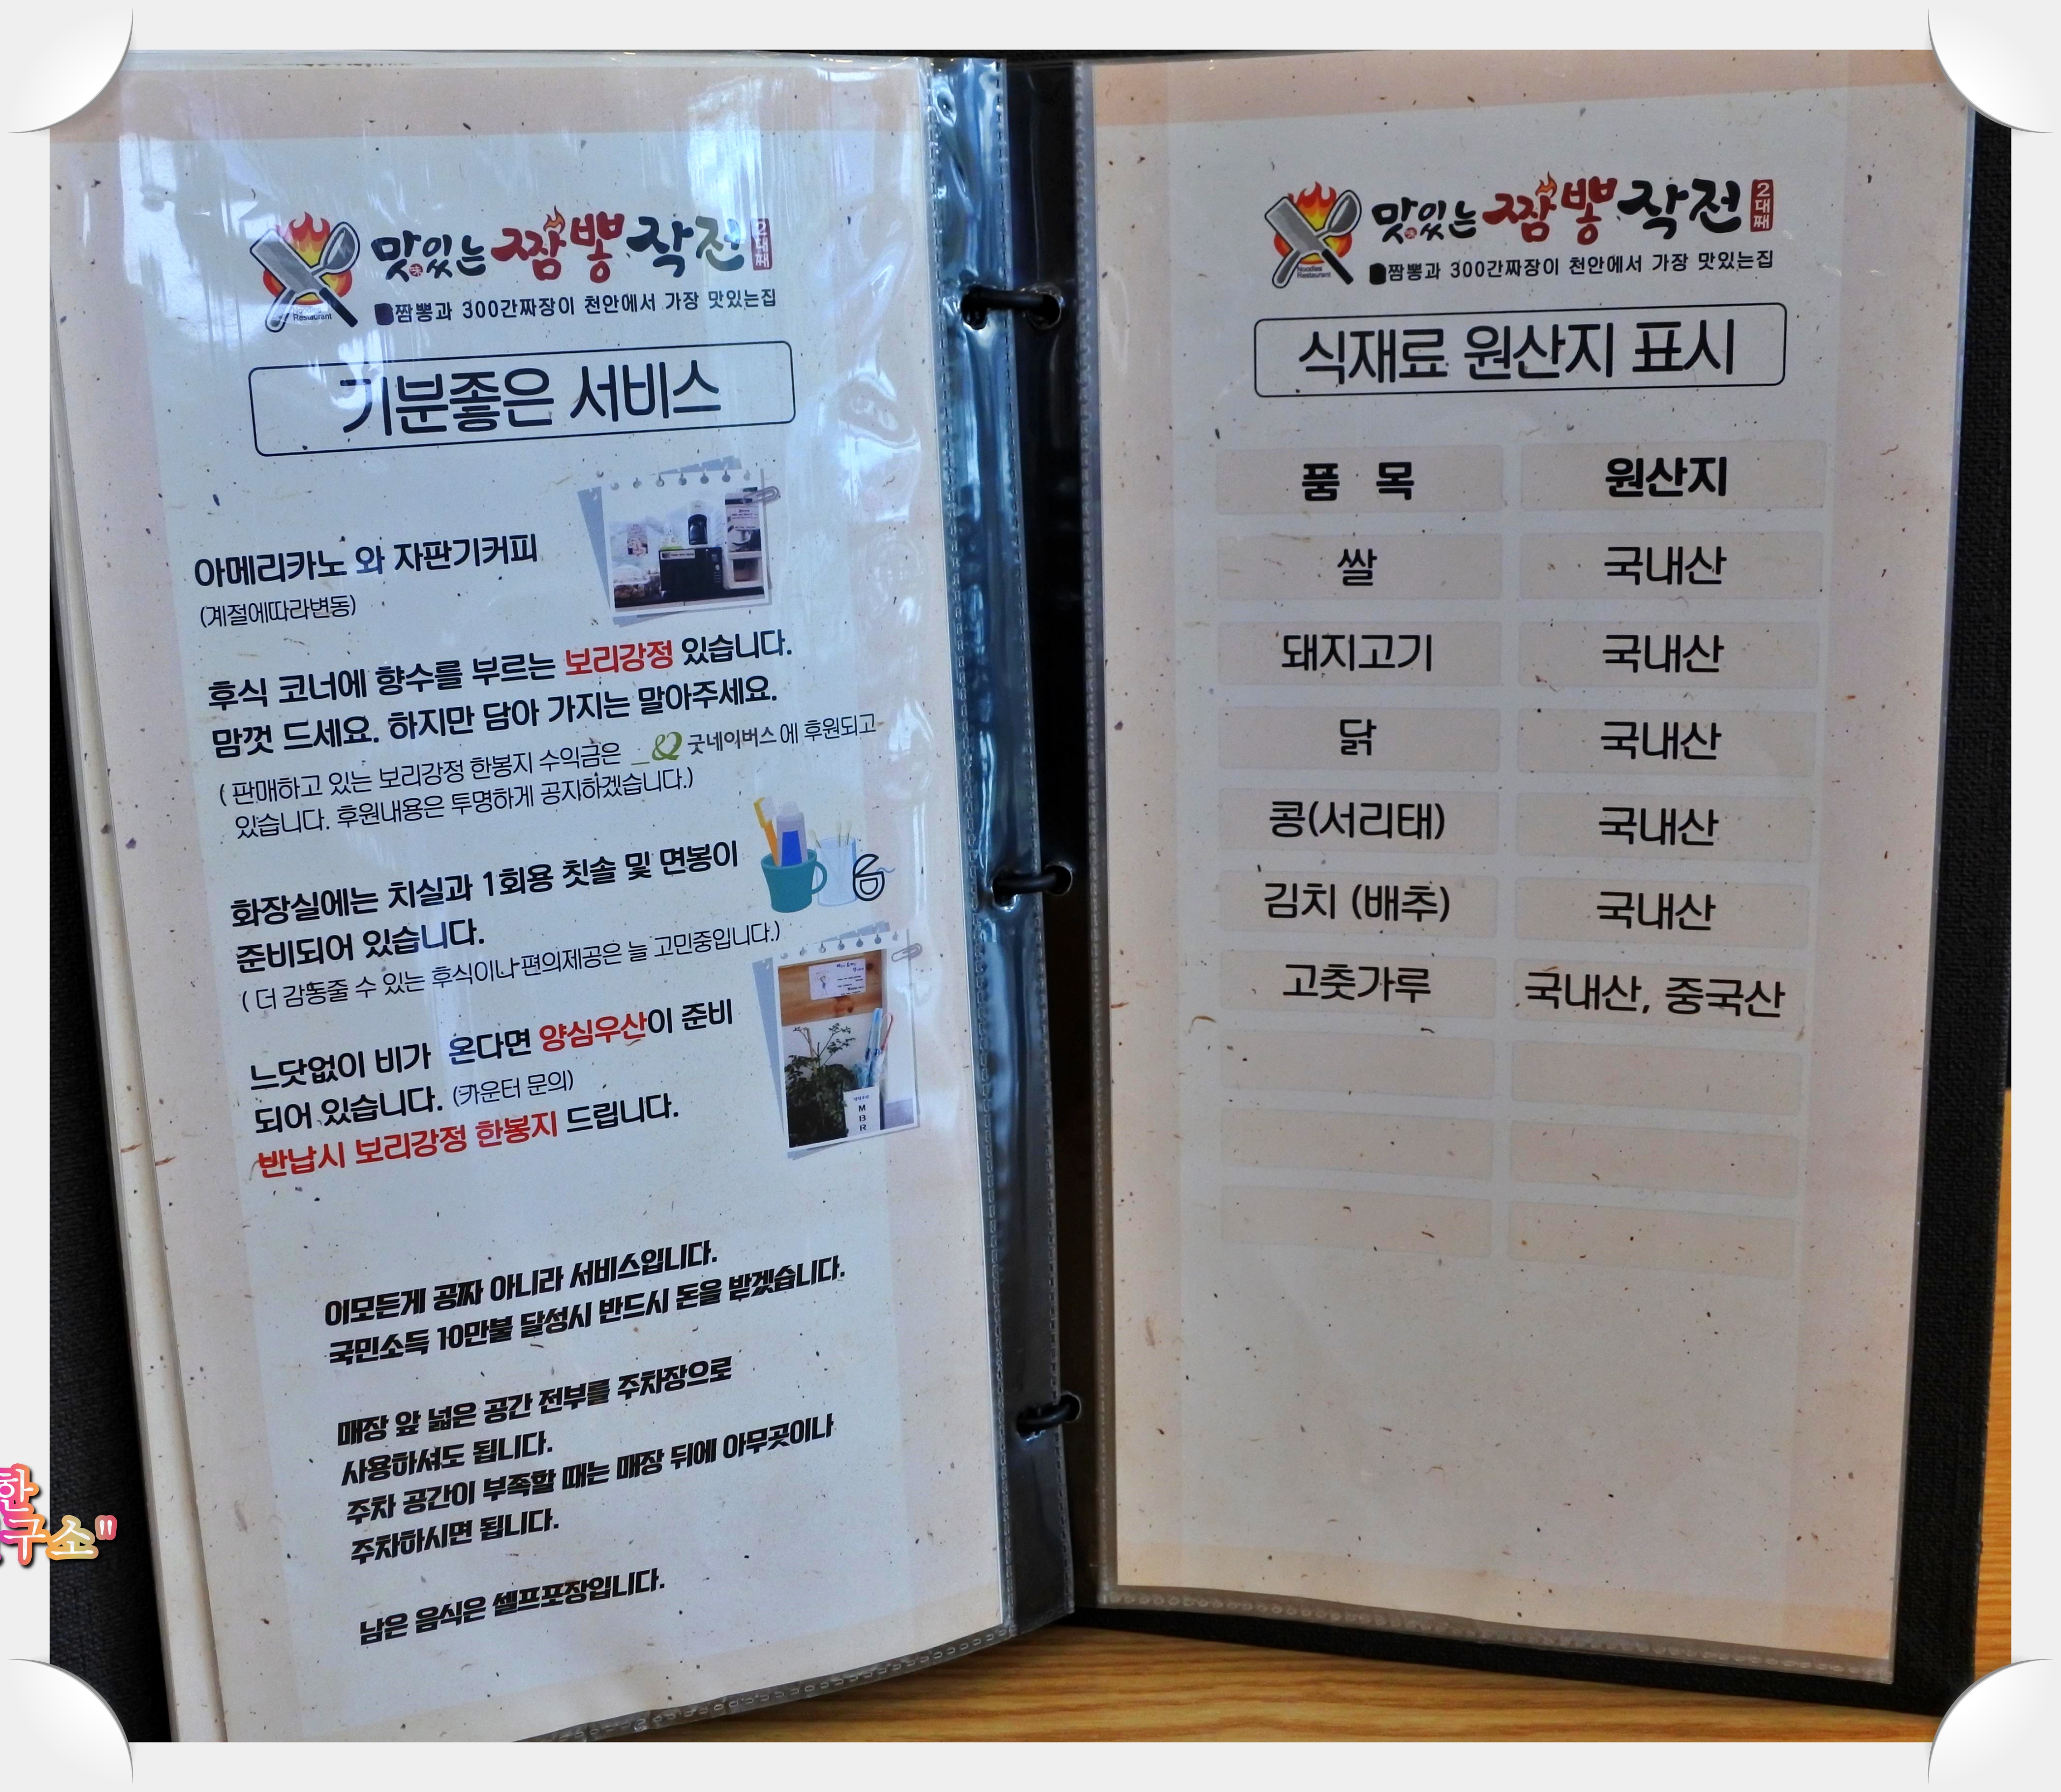 맛있는 짬뽕 작전 2대째
Restaurant
짬뽕과 300간짜장이 천안에서 가장 맛있는집
기분좋은 서비스
아메리카노 와 자판기커피
(계절에따라변동)
후식 코너에 향수를 부르는 보리강정 있습니다.
맘껏 드세요. 하지만 담아 가지는 말아주세요.
( 판매하고 있는 보리강정 한봉지 수익금은 굿네이버스 에 후원되고
있습니다. 후원내용은 투명하게 공지하겠습니다.)
화장실에는 치실과 1회용 칫솔 및 면봉이
준비되어 있습니다.
( 더 감동줄 수 있는 후식이나 편의제공은 늘 고민중입니다.)
느닷없이 비가 온다면 양심우산이 준비
되어 있습니다. (카운터 문의)
반납시 보리강정 한봉지 드립니다.
M
B
R
이모든게 공짜 아니라 서비스입니다.
국민소득 10만불 달성시 반드시 돈을 받겠습니다.
매장 앞 넓은 공간 전부를 주차장으로
사용하셔도 됩니다.
주차 공간이 부족할 때는 매장 뒤에 아무곳이나
주차하시면 됩니다.
남은 음식은 셀프포장입니다.
맛있는 짬뽕 작전 2대째
Noodles
Restaurant
짬뽕과 300간짜장이 천안에서 가장 맛있는집
식재료 원산지 표시
품 목 원산지
쌀 국내산
돼지고기 국내산
닭 국내산
콩(서리태) 국내산
김치 (배추) 국내산
고춧가루 국내산, 중국산
한
구소"